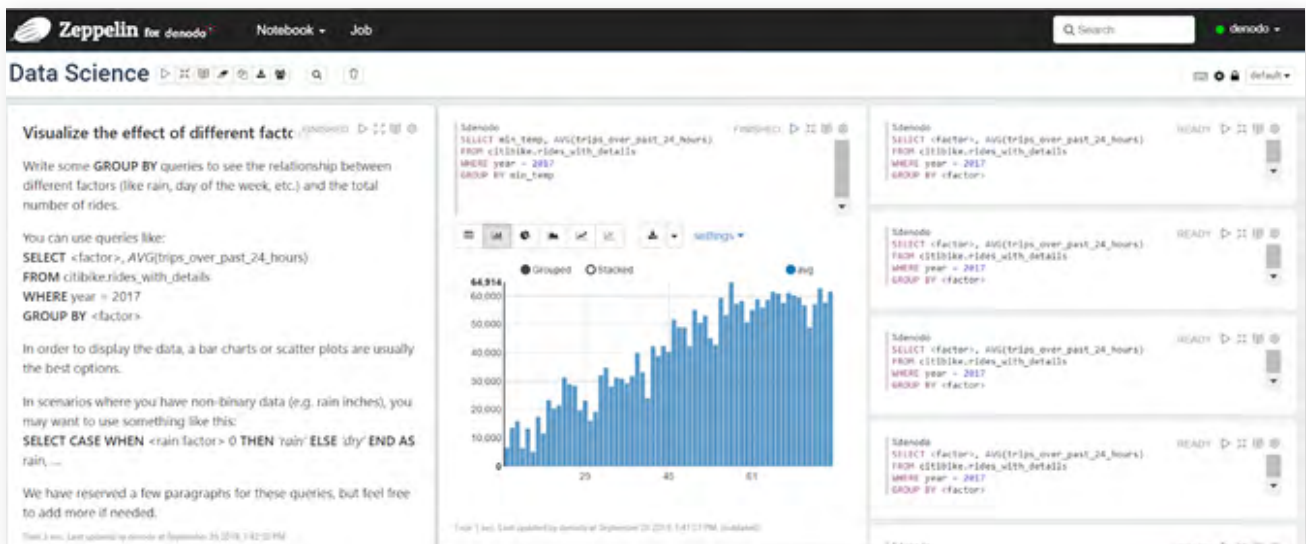 Zeppelin for denodo
Notebook
Job
Search
denodo
Data Science
default
Visualize the effect of different facto
FINISHED
Write some GROUP BY queries to see the relationship between
different factors (like rain, day of the week, etc.) and the total
number of rides.
You can use queries like:
SELECT <factor>, AVG(trips_over_past_24_hours)
FROM citibike.rides_with_details
WHERE year = 2017
GROUP BY <factor>
In order to display the data, a bar charts or scatter plots are usually
the best options.
In scenarios where you have non-binary data (e.g. rain inches), you
may want to use something like this:
SELECT CASE WHEN <rain factor> 0 THEN 'rain' ELSE 'dry' END AS
rain, ...
We have reserved a few paragraphs for these queries, but feel free
to add more if needed.
%denodo
FINISHED
SELECT min_temp, AVG(trips_over_past_24_hours)
FROM citibike.rides_with_details
WHERE year = 2017
GROUP BY min_temp
settings
Grouped
Stacked
avg
64,914
60,000
50,000
40,000
30,000
20,000
10,000
0
29
45
61
%denodo
READY
SELECT <factor>, AVG(trips_over_past_24_hours)
FROM citibike.rides_with_details
WHERE year = 2017
GROUP BY <factor>
%denodo
READY
SELECT <factor>, AVG(trips_over_past_24_hours)
FROM citibike.rides_with_details
WHERE year = 2017
GROUP BY <factor>
%denodo
READY
SELECT <factor>, AVG(trips_over_past_24_hours)
FROM citibike.rides_with_details
WHERE year = 2017
GROUP BY <factor>
%denodo
READY
SELECT <factor>, AVG(trips_over_past_24_hours)
FROM citibike.rides_with_details
WHERE year = 2017
GROUP BY <factor>